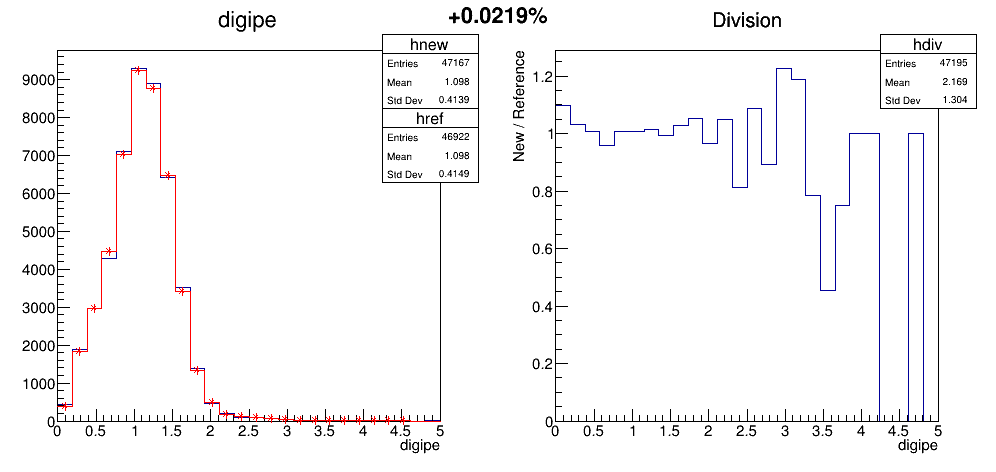 +0.0219%
digipe
hnew
Entries 47167
Mean 1.098
Std Dev 0.4139
href
Entries 46922
Mean 1.098
Std Dev 0.4149
9000
8000
7000
6000
5000
4000
3000
2000
1000
0
0 0.5 1 1.5 2 2.5 3 3.5 4 4.5 5
digipe
Division
hdiv
Entries 47195
Mean 2.169
Std Dev 1.304
New / Reference
1.2
1
0.8
0.6
0.4
0.2
0
0 0.5 1 1.5 2 2.5 3 3.5 4 4.5 5
digipe